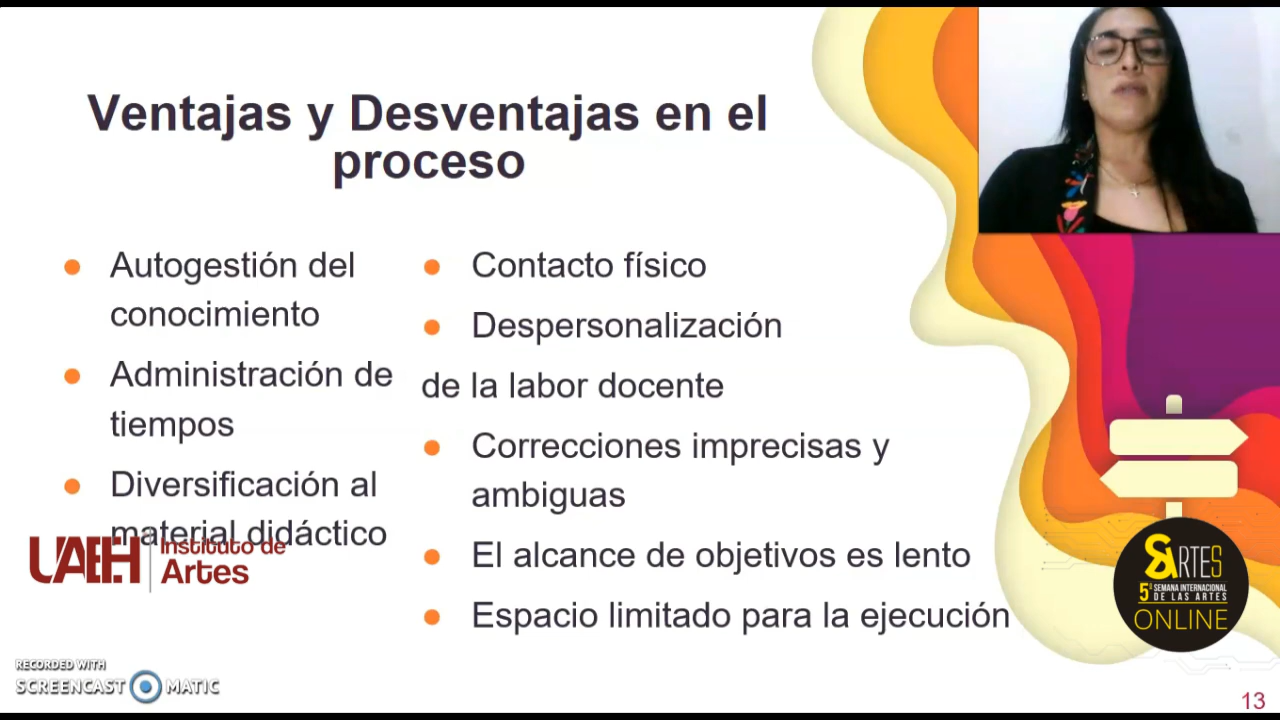 Ventajas y Desventajas en el
proceso
Autogestión del
conocimiento
Administración de
tiempos
Diversificación al
material didáctico
Contacto físico
Despersonalización
de la labor docente
Correcciones imprecisas y
ambiguas
El alcance de objetivos es lento
Espacio limitado para la ejecución
UAEH
Instituto de
Artes
SARTES
5ª SEMANA INTERNACIONAL
DE LAS ARTES
ONLINE
RECORDED WITH
SCREENCAST MATIC
13